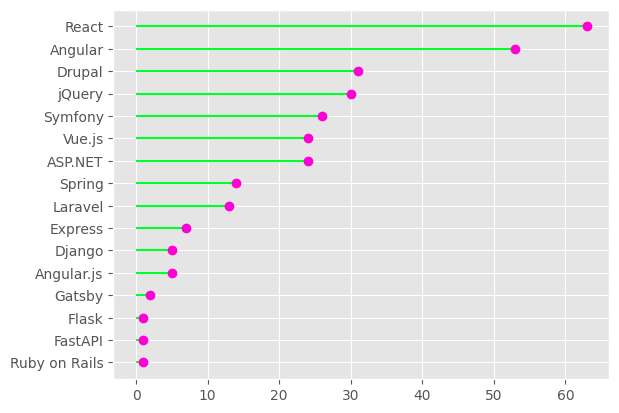 React
Angular
Drupal
jQuery
Symfony
Vue.js
ASP.NET
Spring
Laravel
Express
Django
Angular.js
Gatsby
Flask
FastAPI
Ruby on Rails
0 10 20 30 40 50 60